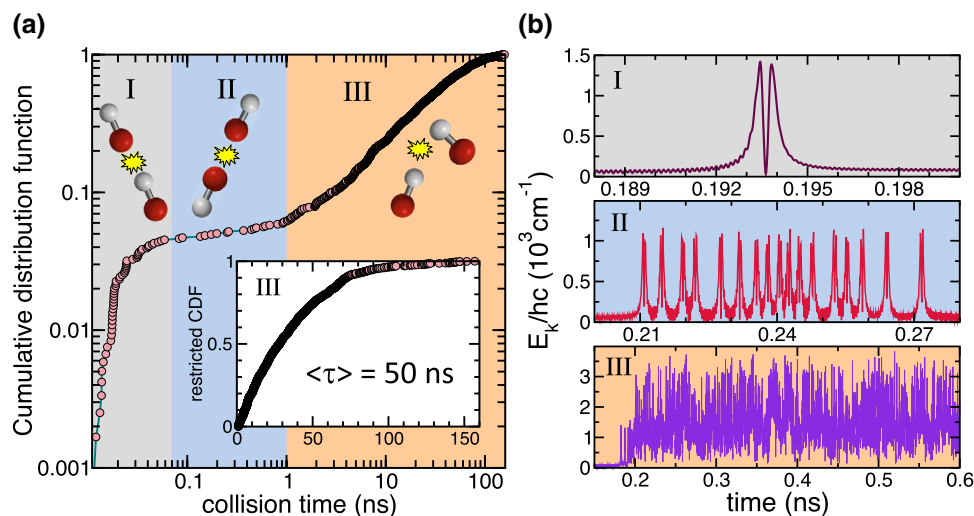 (a)
1
0.1
0.01
0.001
Cumulative distribution function
I
II
III
0.1
1
10
100
collision time (ns)
III
1
0.5
0
restricted CDF
<τ> = 50 ns
0
50
100
150
(b)
I
1.5
1
0.5
0
0.189
0.192
0.195
0.198
II
1
0.5
0
0.21
0.24
0.27
III
3
2
1
0
0.2
0.3
0.4
0.5
0.6
E_k/hc (10³ cm⁻¹)
time (ns)